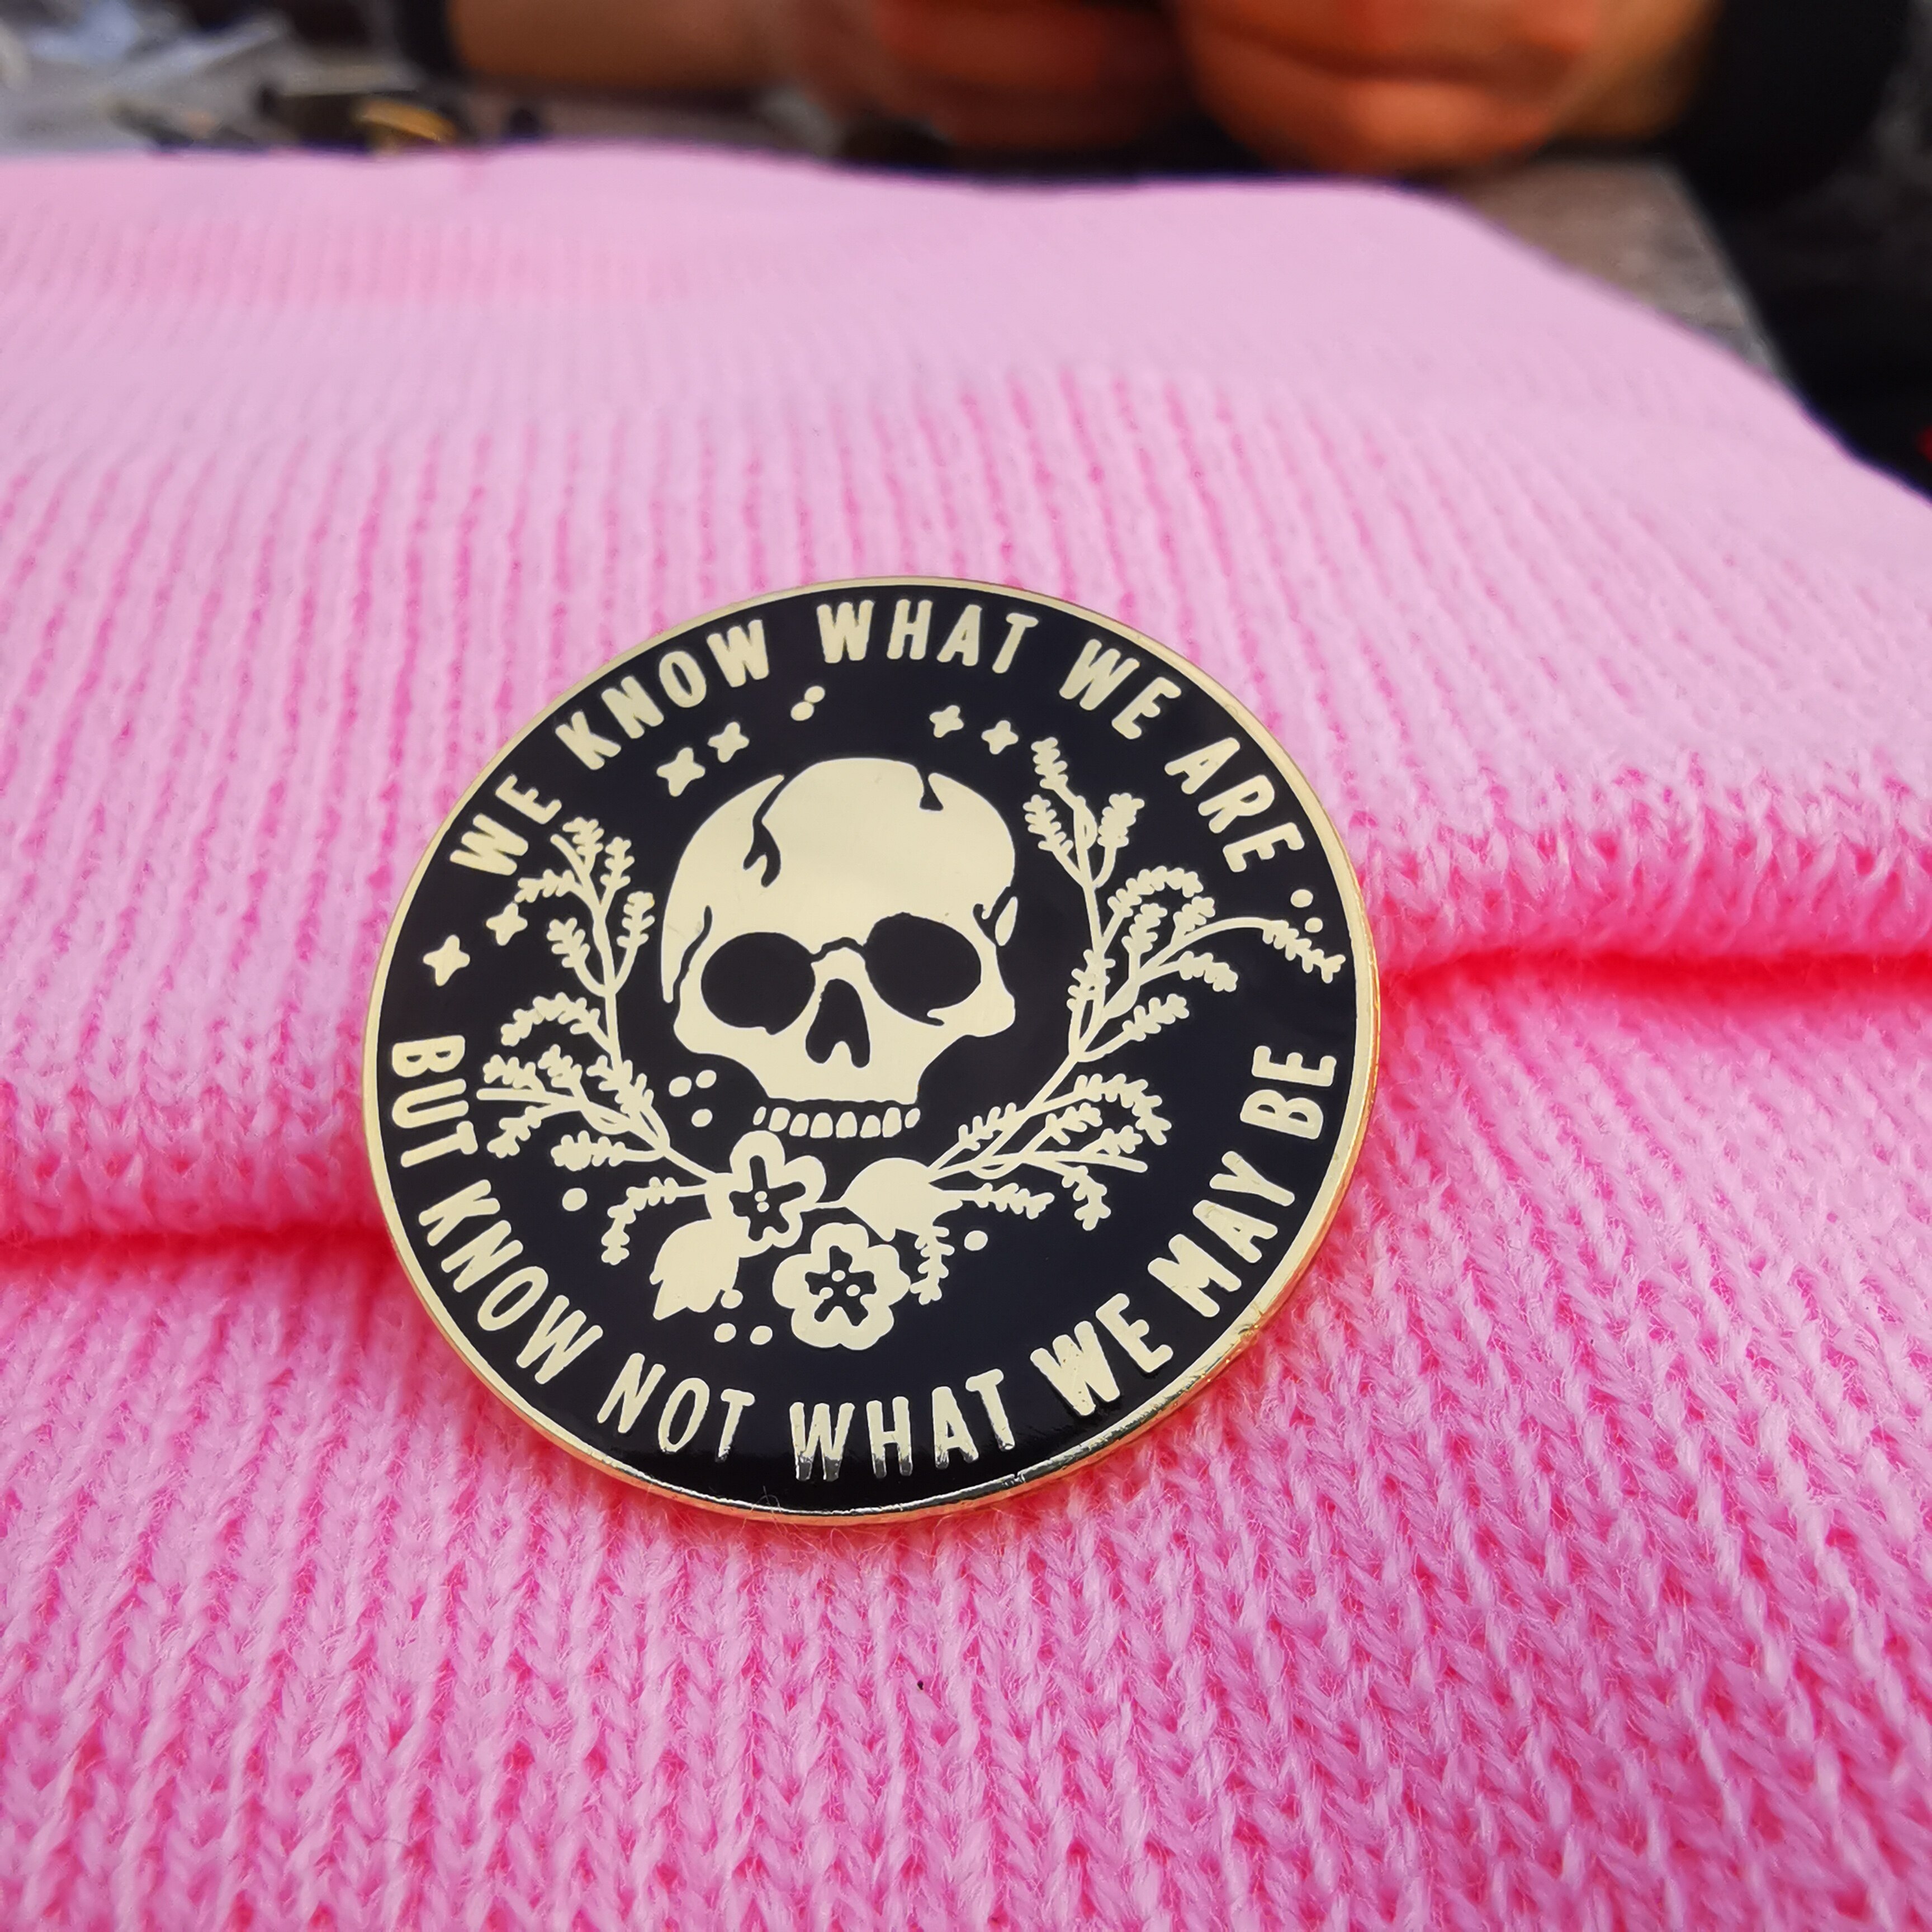 WE KNOW WHAT WE ARE
BUT KNOW NOT WHAT WE MAY BE